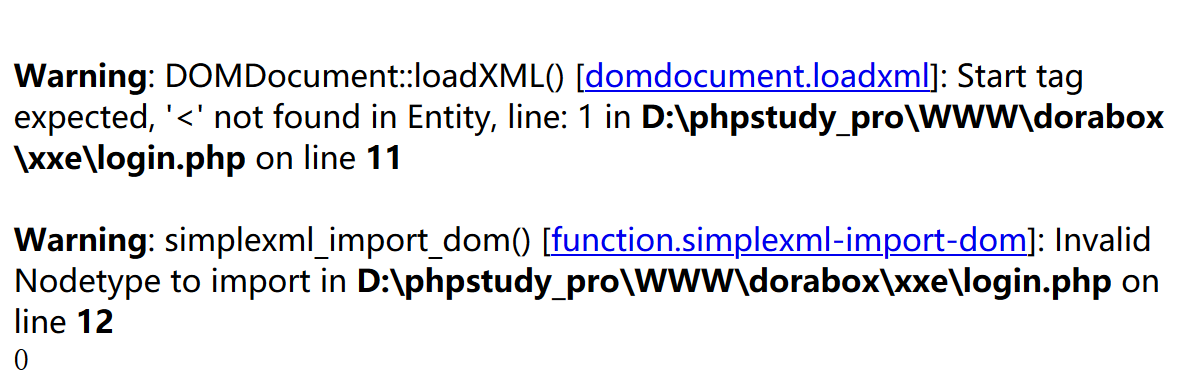 Warning: DOMDocument::loadXML() [domdocument.loadxml]: Start tag
expected, '<' not found in Entity, line: 1 in D:\phpstudy_pro\WWW\dorabox
\xxe\login.php on line 11
Warning: simplexml_import_dom() [function.simplexml-import-dom]: Invalid
Nodetype to import in D:\phpstudy_pro\WWW\dorabox\xxe\login.php on
line 12
0